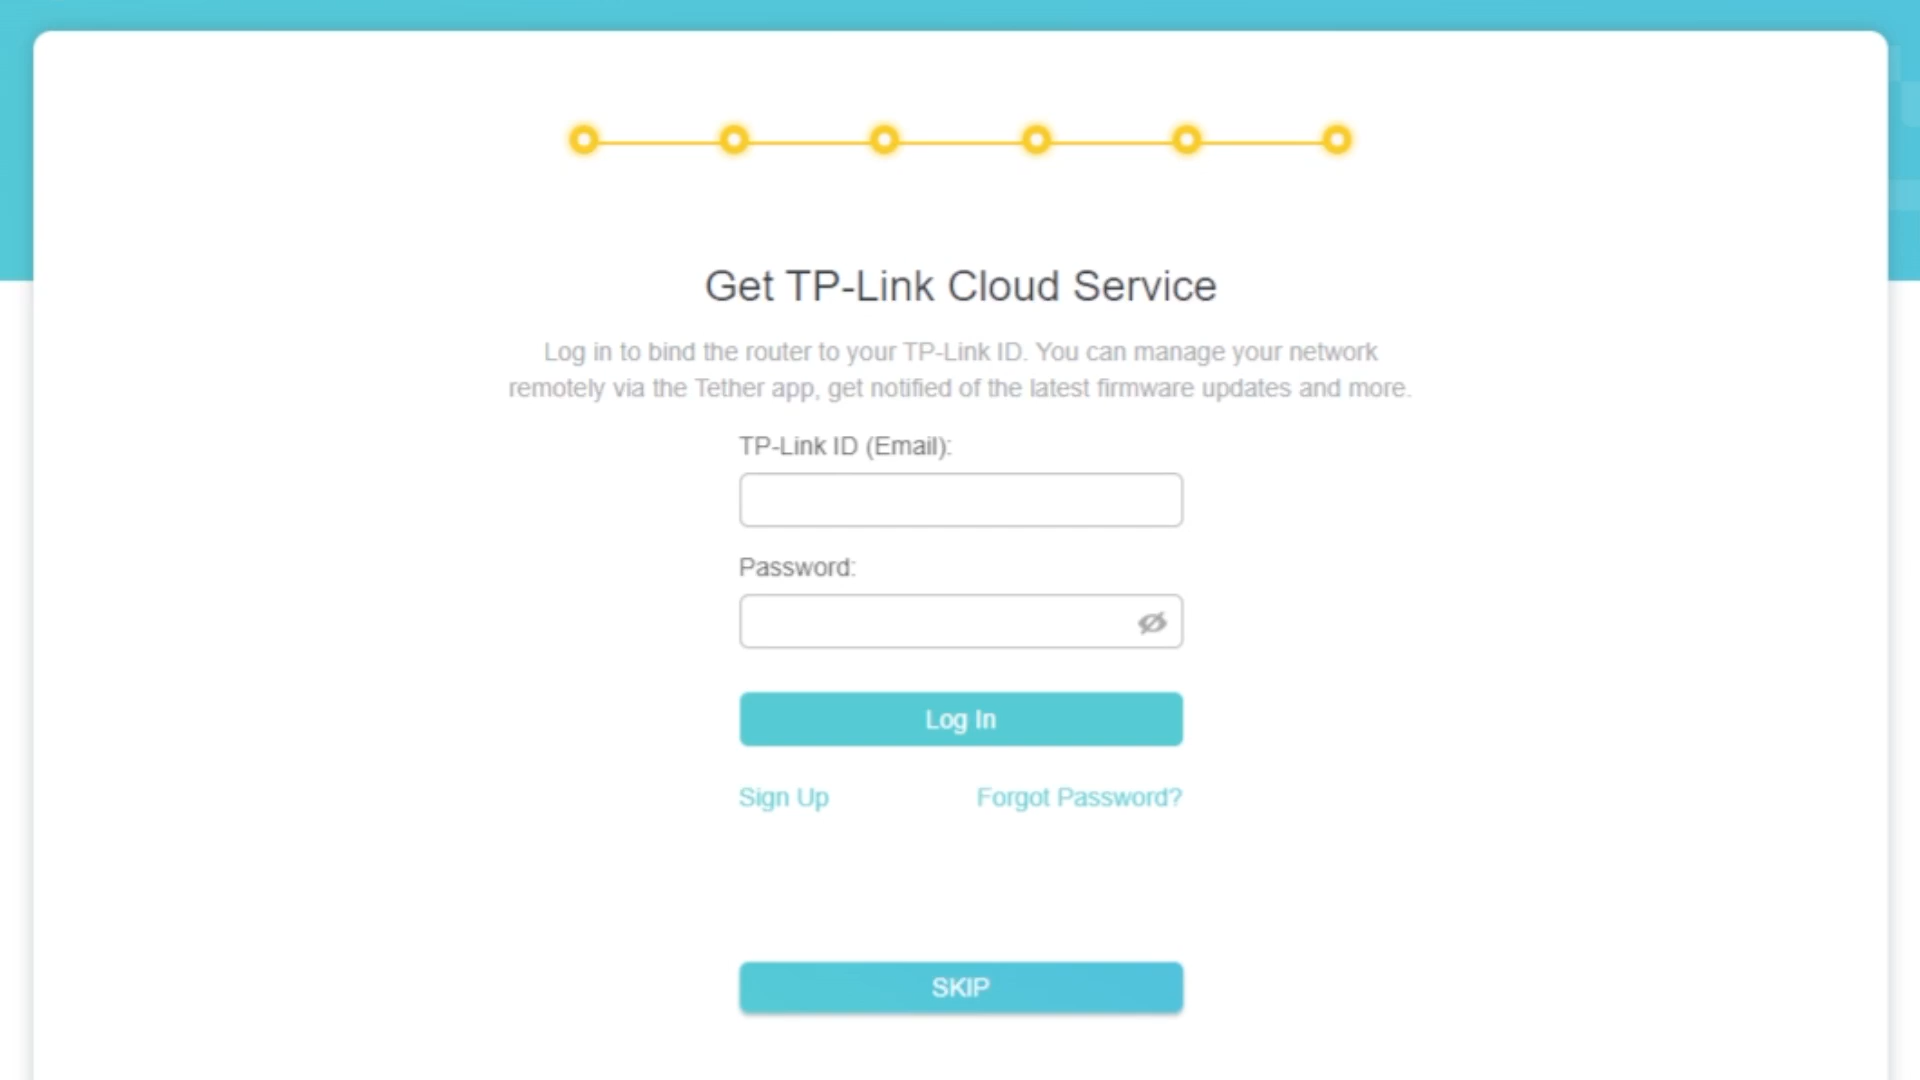 Get TP-Link Cloud Service
Log in to bind the router to your TP-Link ID. You can manage your network
remotely via the Tether app, get notified of the latest firmware updates and more.
TP-Link ID (Email):
Password:
Log In
Sign Up
Forgot Password?
SKIP